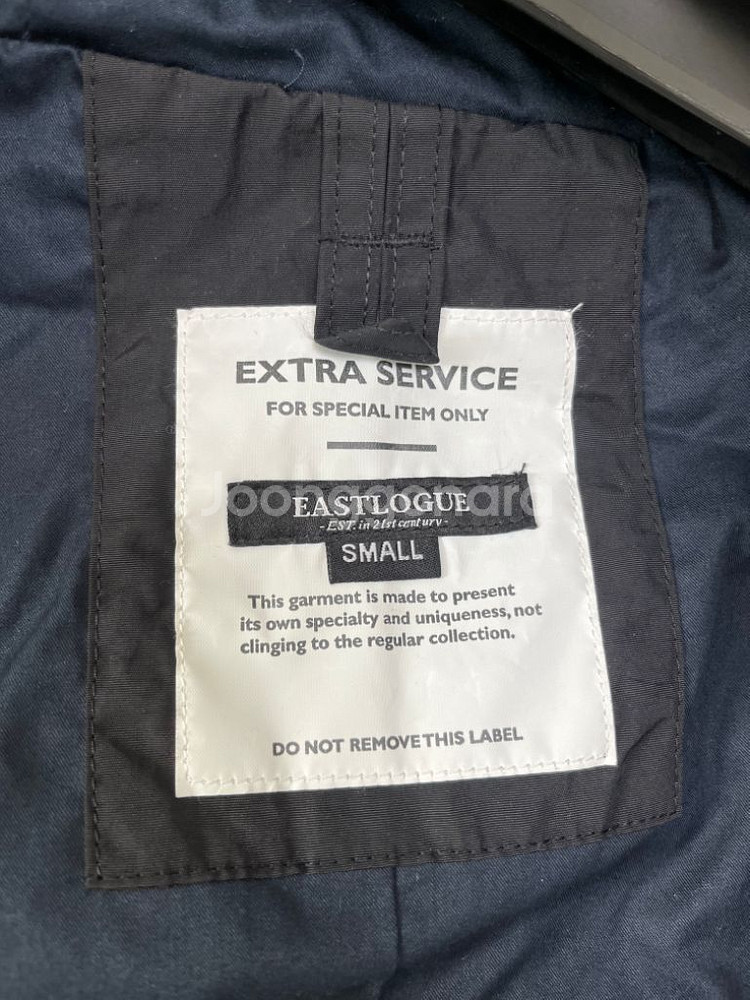 EXTRA SERVICE
FOR SPECIAL ITEM ONLY
Joonggonara
EASTLOGUE
-EST. in 21st century-
SMALL
This garment is made to present
its own specialty and uniqueness, not
clinging to the regular collection.
DO NOT REMOVE THIS LABEL